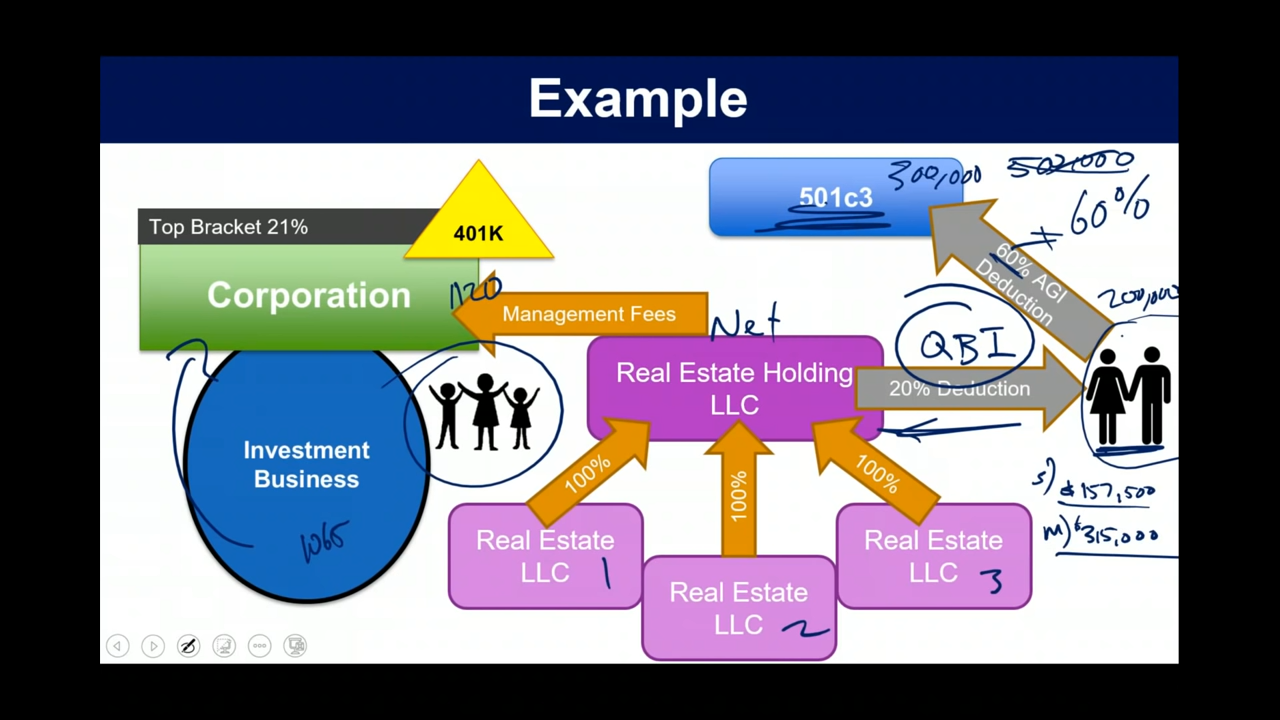 Example
300,000
502,000
501c3
60%
Top Bracket 21%
401K
60% AGI
Deduction
200,000
Corporation
1120
Management Fees
Net
QBI
Real Estate Holding
LLC
20% Deduction
Investment
Business
1065
100%
100%
100%
S) $157,500
M) $315,000
Real Estate
LLC 1
Real Estate
LLC 2
Real Estate
LLC 3